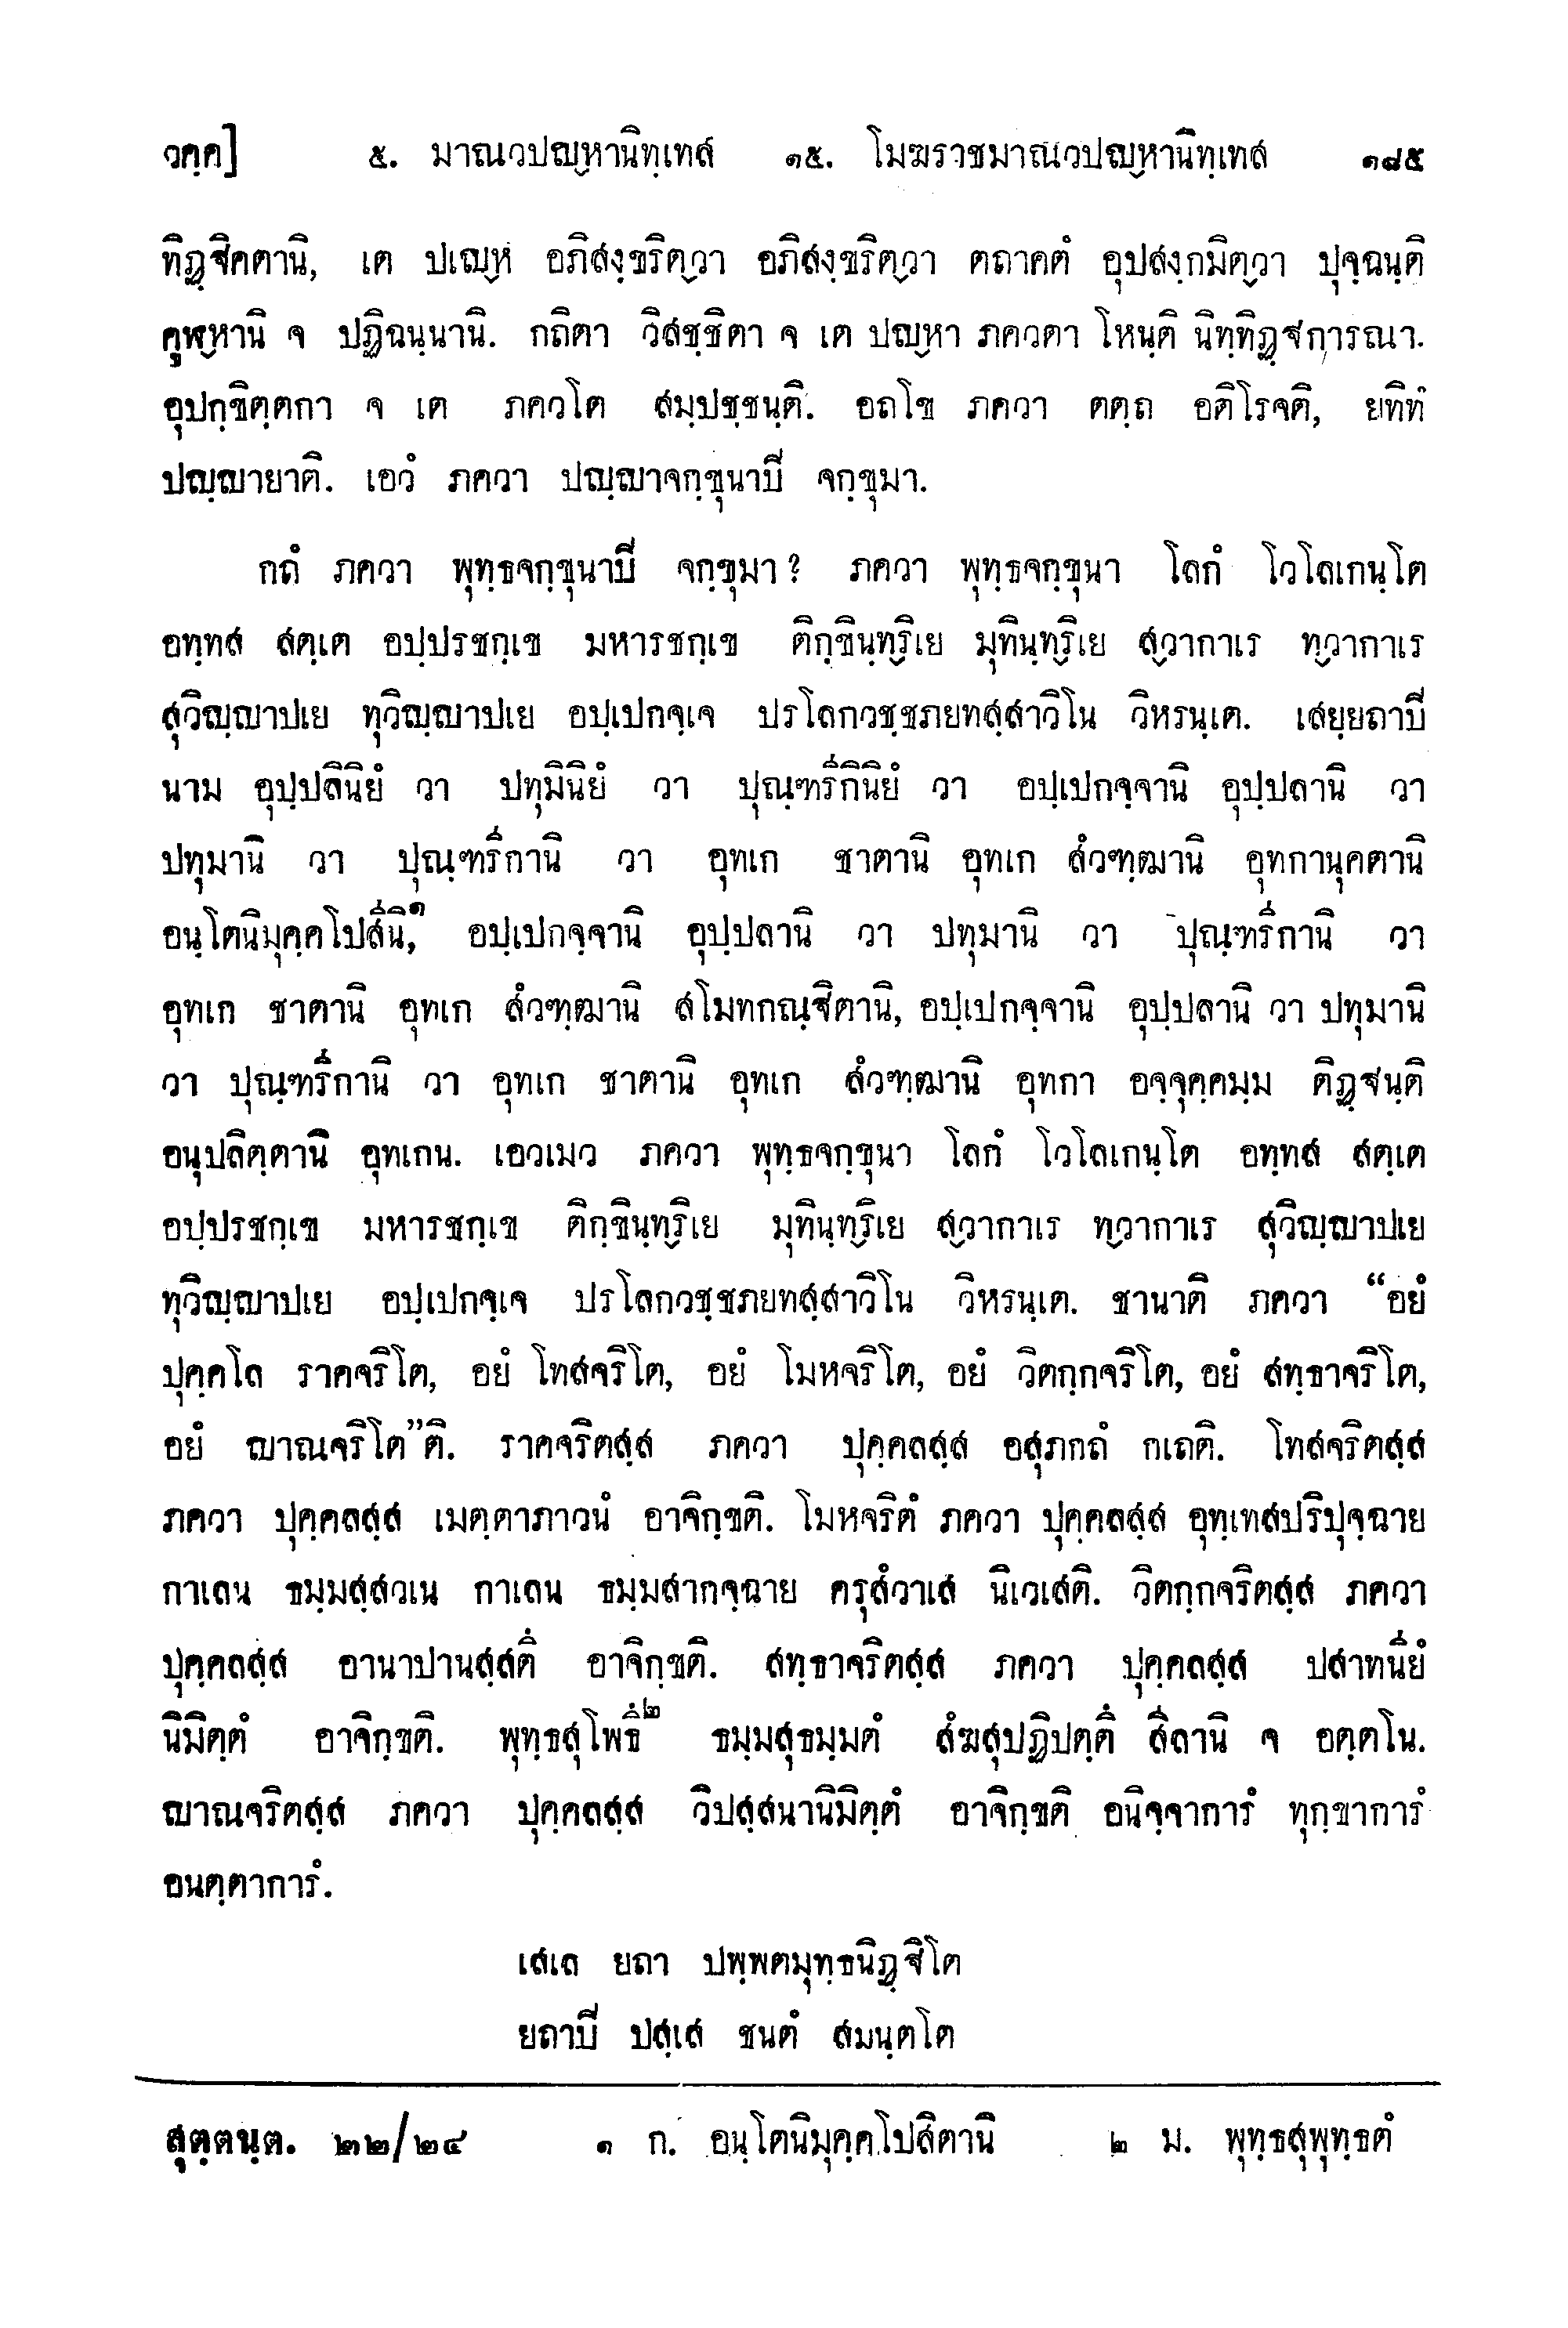 วคฺค]	๕. มาณวปญฺหานิทฺเทส	๑๕. โมฆราชมาณวปญฺหานิทฺเทส	๑๘๕
ทิฏฺฐิคตานิ, เต ปเญฺหํ อภิสงฺขริตฺวา อภิสงฺขริตฺวา ตถาคตํ อุปสงฺกมิตฺวา ปุจฺฉนฺติ
คุฬฺหานิ จ ปฏิฉนฺนานิ. กถิตา วิสชฺชิตา จ เต ปญฺหา ภควตา โหนฺติ นิทฺทิฏฺฐการณา.
อุปกฺขิตฺตกา จ เต ภควโต สมฺปชฺชนฺติ. อถโข ภควา ตตฺถ อติโรจติ, ยทิทํ
ปญฺญายาติ. เอวํ ภควา ปญฺญาจกฺขุนาปี จกฺขุมา.
กถํ ภควา พุทฺธจกฺขุนาปี จกฺขุมา? ภควา พุทฺธจกฺขุนา โลกํ โวโลเกนฺโต
อทฺทส สตฺเต อปฺปรชกฺเข มหารชกฺเข ติกฺขินฺทฺริเย มุทินฺทฺริเย สฺวากาเร ทฺวากาเร
สุวิญฺญาปเย ทุวิญฺญาปเย อปฺเปกจฺเจ ปรโลกวชฺชภยทสฺสาวิโน วิหรนฺเต. เสยฺยถาปี
นาม อุปฺปลินิยํ วา ปทุมินิยํ วา ปุณฺฑรีกินิยํ วา อปฺเปกจฺจานิ อุปฺปลานิ วา
ปทุมานิ วา ปุณฺฑรีกานิ วา อุทเก ชาตานิ อุทเก สํวฑฺฒานิ อุทกานุคตานิ
อนฺโตนิมุคฺคโปสีนิ,๑ อปฺเปกจฺจานิ อุปฺปลานิ วา ปทุมานิ วา ปุณฺฑรีกานิ วา
อุทเก ชาตานิ อุทเก สํวฑฺฒานิ สโมทกณฺฐิตานิ, อปฺเปกจฺจานิ อุปฺปลานิ วา ปทุมานิ
วา ปุณฺฑรีกานิ วา อุทเก ชาตานิ อุทเก สํวฑฺฒานิ อุทกา อจฺจุคฺคมฺม ติฏฺฐนฺติ
อนุปลิตฺตานิ อุทเกน. เอวเมว ภควา พุทฺธจกฺขุนา โลกํ โวโลเกนฺโต อทฺทส สตฺเต
อปฺปรชกฺเข มหารชกฺเข ติกฺขินฺทฺริเย มุทินฺทฺริเย สฺวากาเร ทฺวากาเร สุวิญฺญาปเย
ทุวิญฺญาปเย อปฺเปกจฺเจ ปรโลกวชฺชภยทสฺสาวิโน วิหรนฺเต. ชานาติ ภควา “อยํ
ปุคฺคโล ราคจริโต, อยํ โทสจริโต, อยํ โมหจริโต, อยํ วิตกฺกจริโต, อยํ สทฺธาจริโต,
อยํ ญาณจริโต”ติ. ราคจริตสฺส ภควา ปุคฺคลสฺส อสุภกถํ กเถติ. โทสจริตสฺส
ภควา ปุคฺคลสฺส เมตฺตาภาวนํ อาจิกฺขติ. โมหจริตํ ภควา ปุคฺคลสฺส อุทฺเทสปริปุจฺฉาย
กาเลน ธมฺมสฺสวเน กาเลน ธมฺมสากจฺฉาย ครุสํวาเส นิเวเสติ. วิตกฺกจริตสฺส ภควา
ปุคฺคลสฺส อานาปานสฺสตึ อาจิกฺขติ. สทฺธาจริตสฺส ภควา ปุคฺคลสฺส ปสาทนียํ
นิมิตฺตํ อาจิกฺขติ. พุทฺธสุโพธึ๒ ธมฺมสุธมฺมตํ สํฆสุปฏิปตฺตึ สีลานิ จ อตฺตโน.
ญาณจริตสฺส ภควา ปุคฺคลสฺส วิปสฺสนานิมิตฺตํ อาจิกฺขติ อนิจฺจาการํ ทุกฺขาการํ
อนตฺตาการํ.
เสเล ยถา ปพฺพตมุทฺธนิฏฺฐิโต
ยถาปี ปสฺเส ชนตํ สมนฺตโต
สุตฺตนฺต. ๒๒/๒๔	๑ ก. อนฺโตนิมุคฺคโปสิตานิ	๒ ม. พุทฺธสุพุทฺธตํ